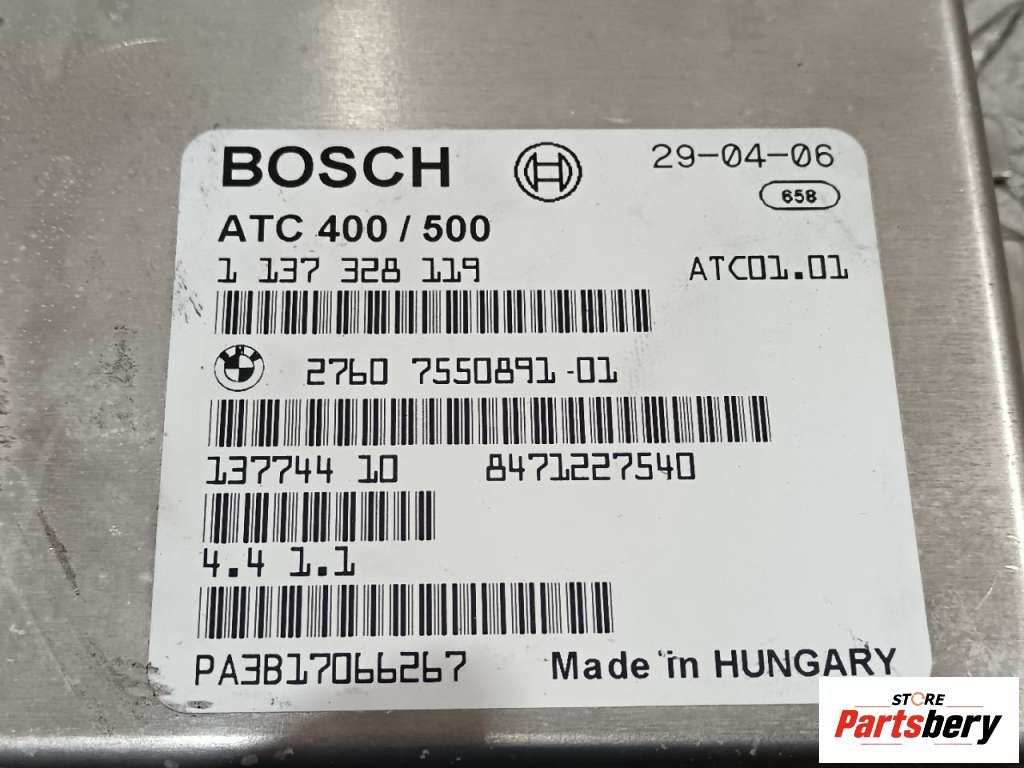 BOSCH 29-04-06
658
ATC 400 / 500
1 137 328 119 ATC01.01
2760 7550891-01
137744 10 8471227540
4.4 1.1
PA3B17066267 Made in HUNGARY
STORE
Partsbery